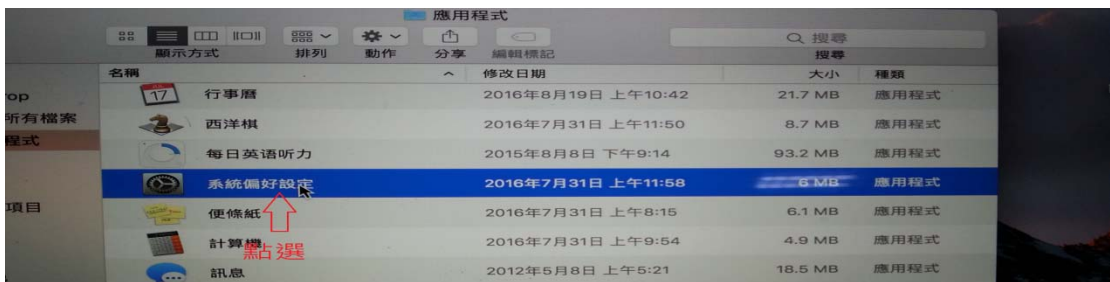 應用程式
顯示方式 排列 動作 分享 編輯標記 搜尋
搜尋
名稱 修改日期 大小 種類
op
17 行事曆 2016年8月19日 上午10:42 21.7 MB 應用程式
所有檔案
西洋棋 2016年7月31日 上午11:50 8.7 MB 應用程式
程式
每日英语听力 2015年8月8日 下午9:14 93.2 MB 應用程式
系統偏好設定 2016年7月31日 上午11:58 6 MB 應用程式
項目
便條紙 2016年7月31日 上午8:15 6.1 MB 應用程式
計算機 2016年7月31日 上午9:54 4.9 MB 應用程式
點選
訊息 2012年5月8日 上午5:21 18.5 MB 應用程式